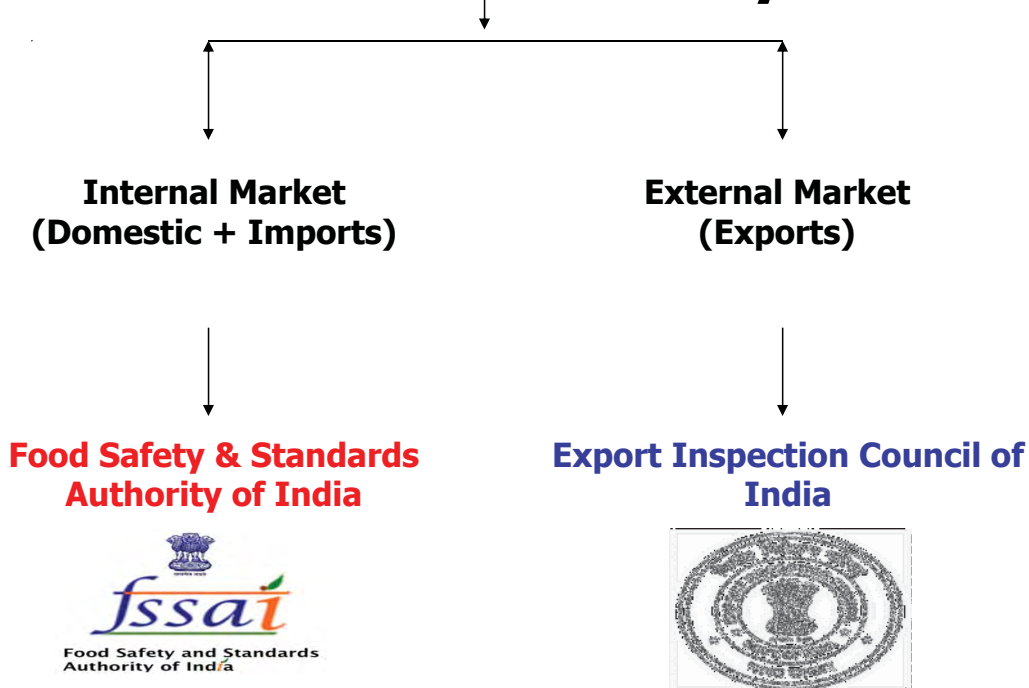 Internal Market
(Domestic + Imports)
External Market
(Exports)
Food Safety & Standards
Authority of India
Export Inspection Council of
India
fssai
Food Safety and Standards
Authority of India